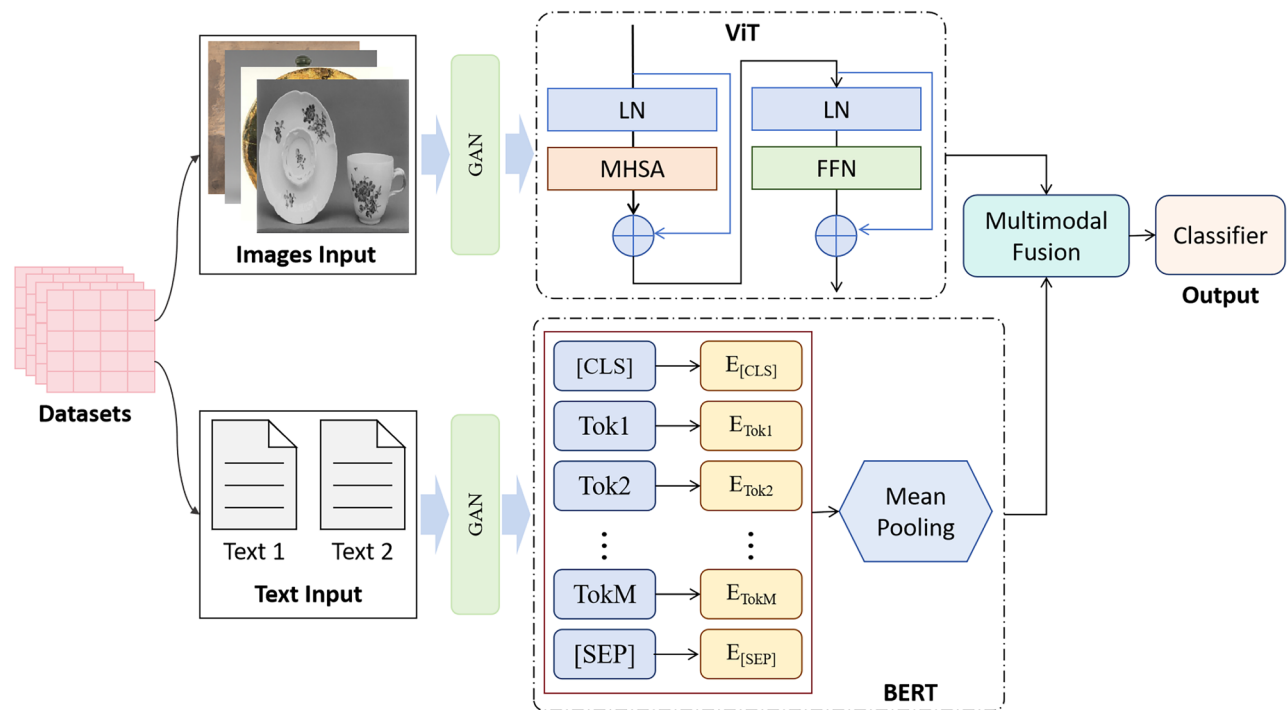 Datasets
Images Input
GAN
ViT
LN
MHSA
LN
FFN
Multimodal
Fusion
Classifier
Output
Text 1
Text 2
Text Input
GAN
[CLS]
E[CLS]
Tok1
ETok1
Tok2
ETok2
TokM
ETokM
[SEP]
E[SEP]
Mean
Pooling
BERT